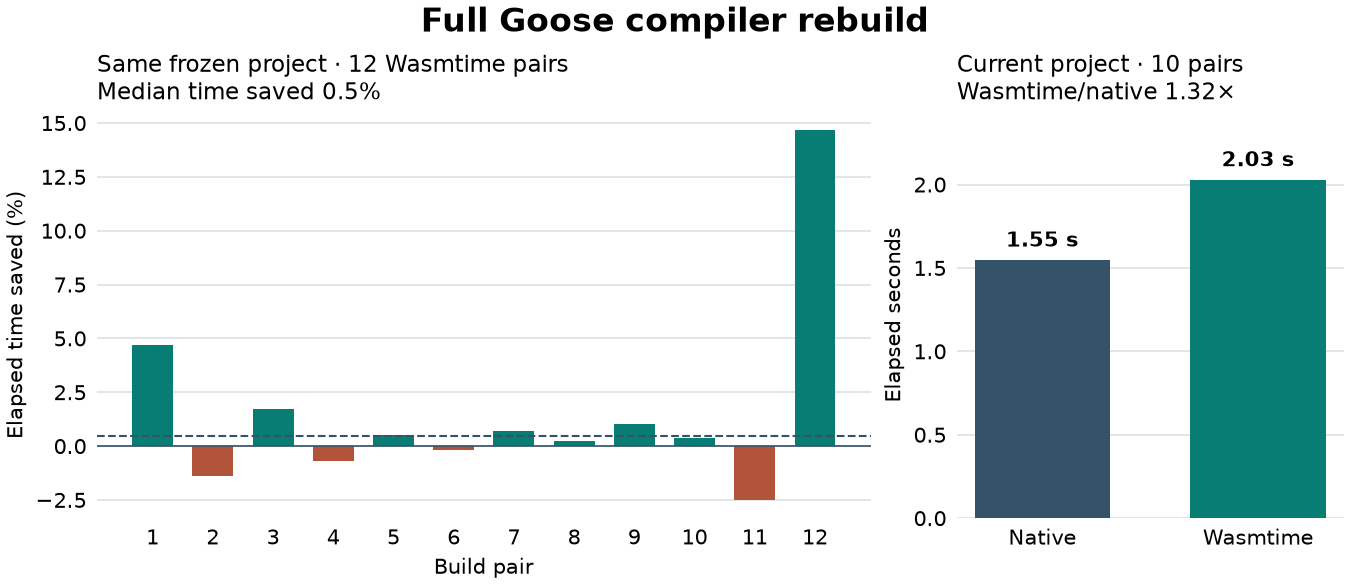 Full Goose compiler rebuild
Same frozen project · 12 Wasmtime pairs
Median time saved 0.5%
Elapsed time saved (%)
15.0
12.5
10.0
7.5
5.0
2.5
0.0
−2.5
1 2 3 4 5 6 7 8 9 10 11 12
Build pair
Current project · 10 pairs
Wasmtime/native 1.32×
Elapsed seconds
2.0
1.5
1.0
0.5
0.0
1.55 s
2.03 s
Native Wasmtime